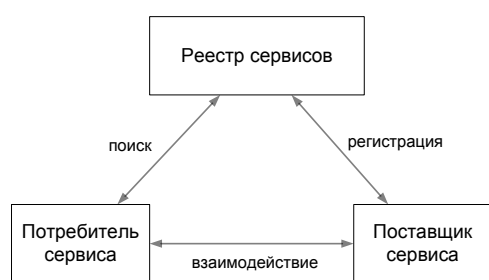 Реестр сервисов
поиск
регистрация
Потребитель
сервиса
взаимодействие
Поставщик
сервиса